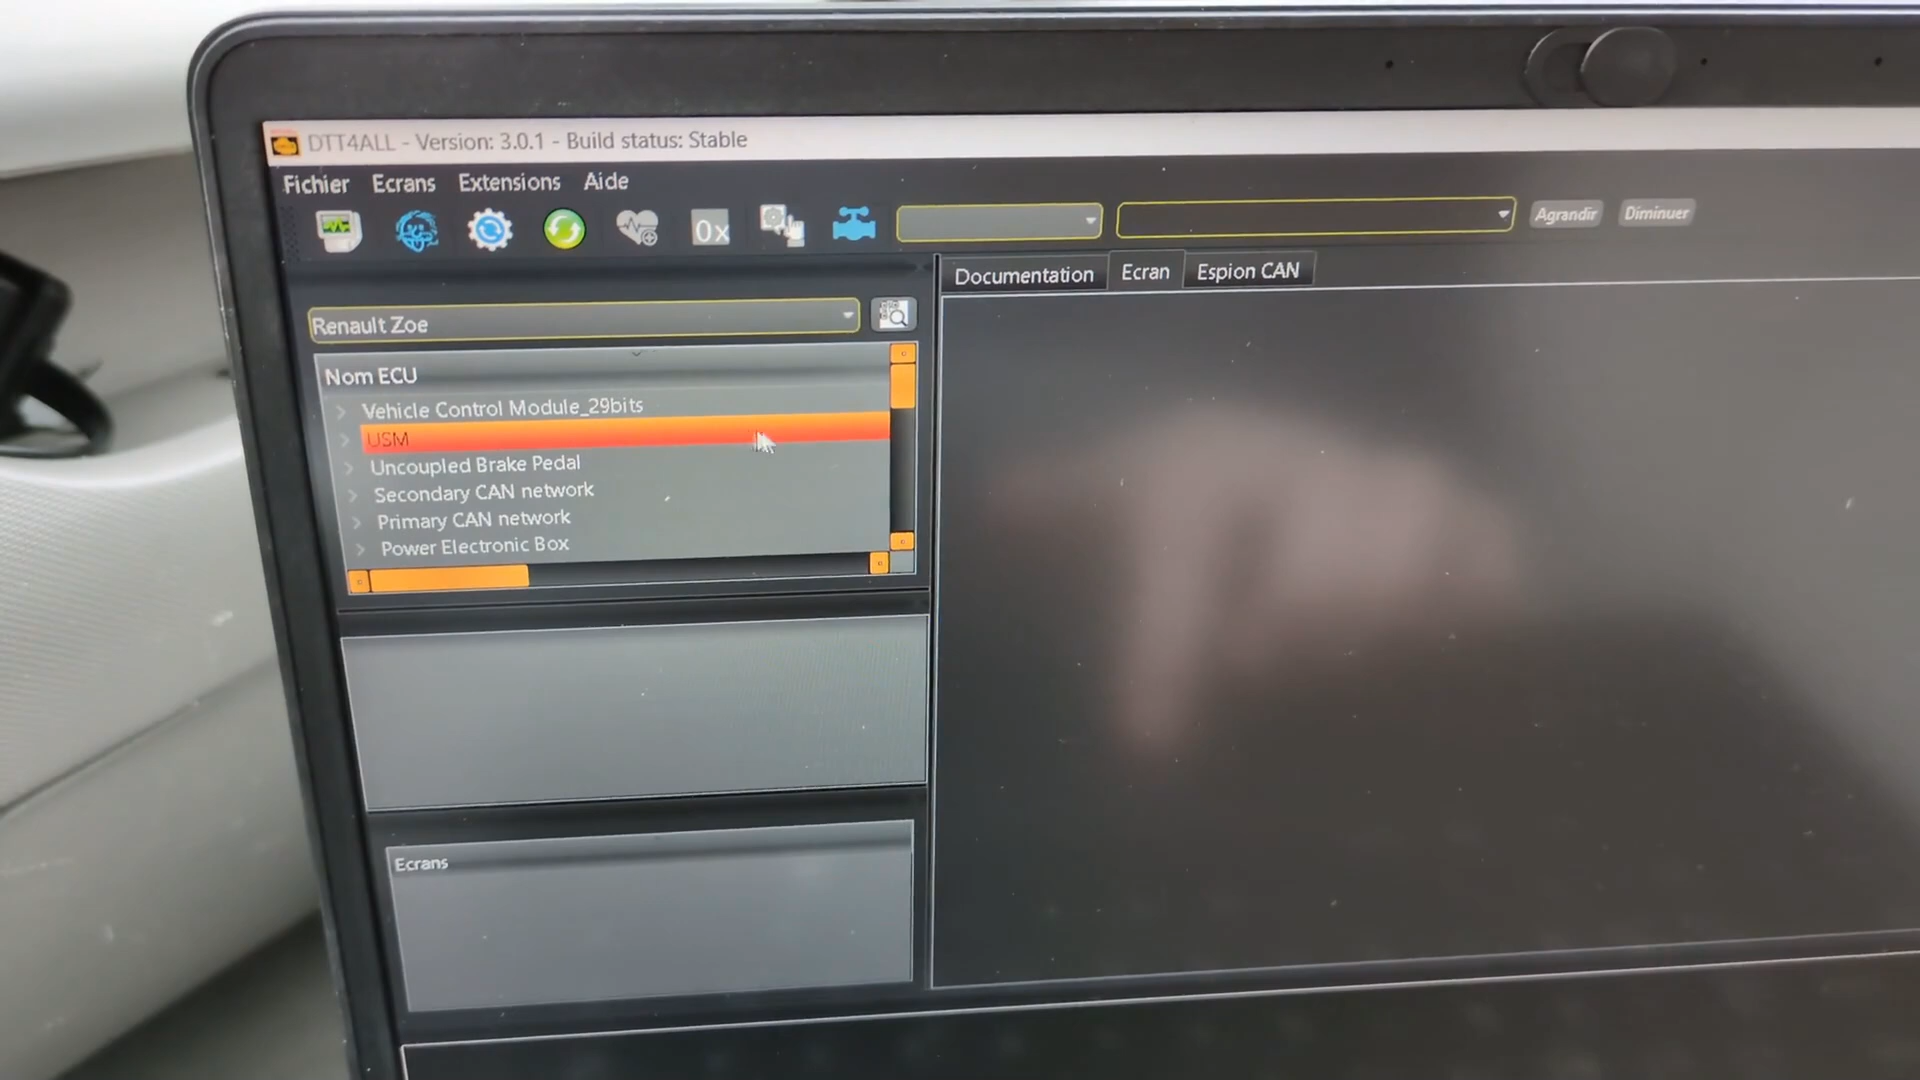 DTT4ALL - Version: 3.0.1 - Build status: Stable
Fichier Ecrans Extensions Aide
0x
Agrandir Diminuer
Documentation Ecran Espion CAN
Renault Zoe
Nom ECU
Vehicle Control Module_29bits
USM
Uncoupled Brake Pedal
Secondary CAN network
Primary CAN network
Power Electronic Box
Ecrans